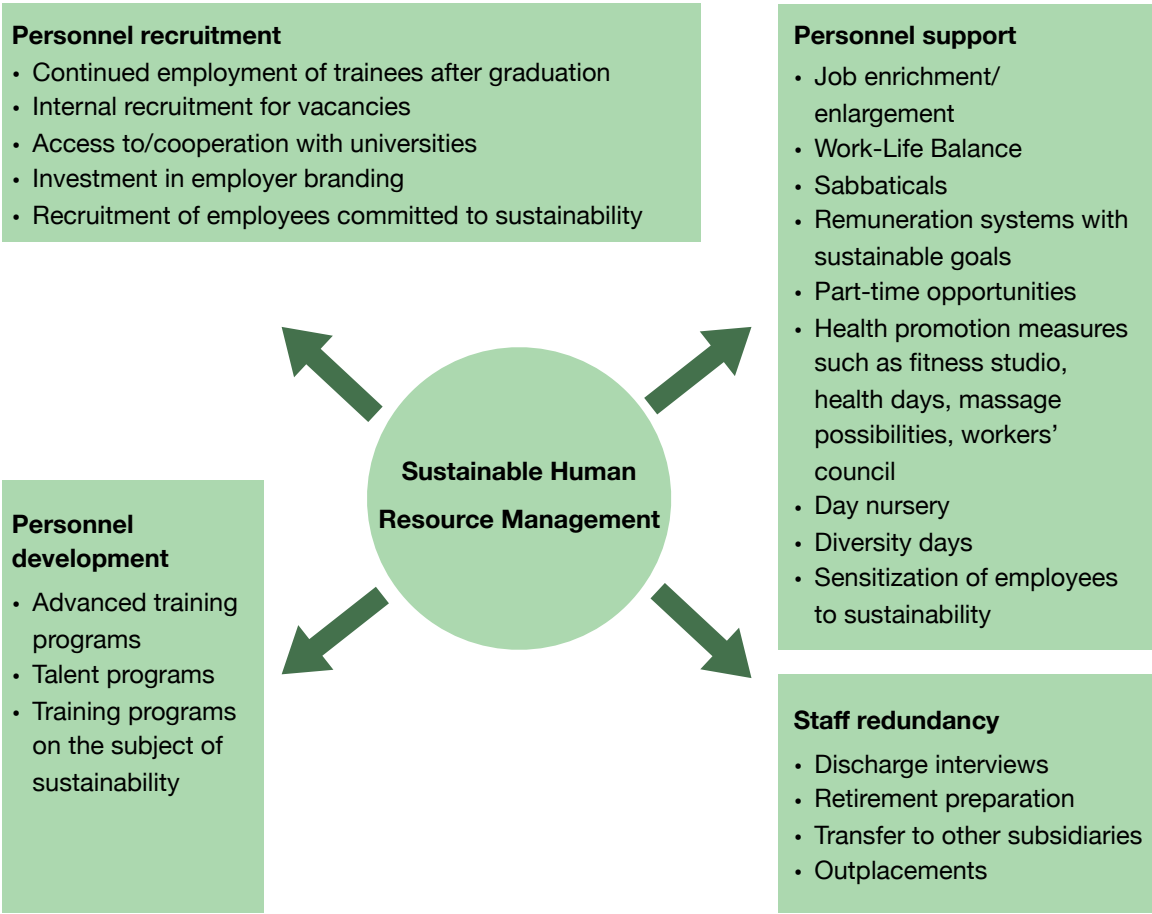 Personnel recruitment
• Continued employment of trainees after graduation
• Internal recruitment for vacancies
• Access to/cooperation with universities
• Investment in employer branding
• Recruitment of employees committed to sustainability
Personnel support
• Job enrichment/
enlargement
• Work-Life Balance
• Sabbaticals
• Remuneration systems with
sustainable goals
• Part-time opportunities
• Health promotion measures
such as fitness studio,
health days, massage
possibilities, workers’
council
• Day nursery
• Diversity days
• Sensitization of employees
to sustainability
Sustainable Human
Resource Management
Personnel
development
• Advanced training
programs
• Talent programs
• Training programs
on the subject of
sustainability
Staff redundancy
• Discharge interviews
• Retirement preparation
• Transfer to other subsidiaries
• Outplacements